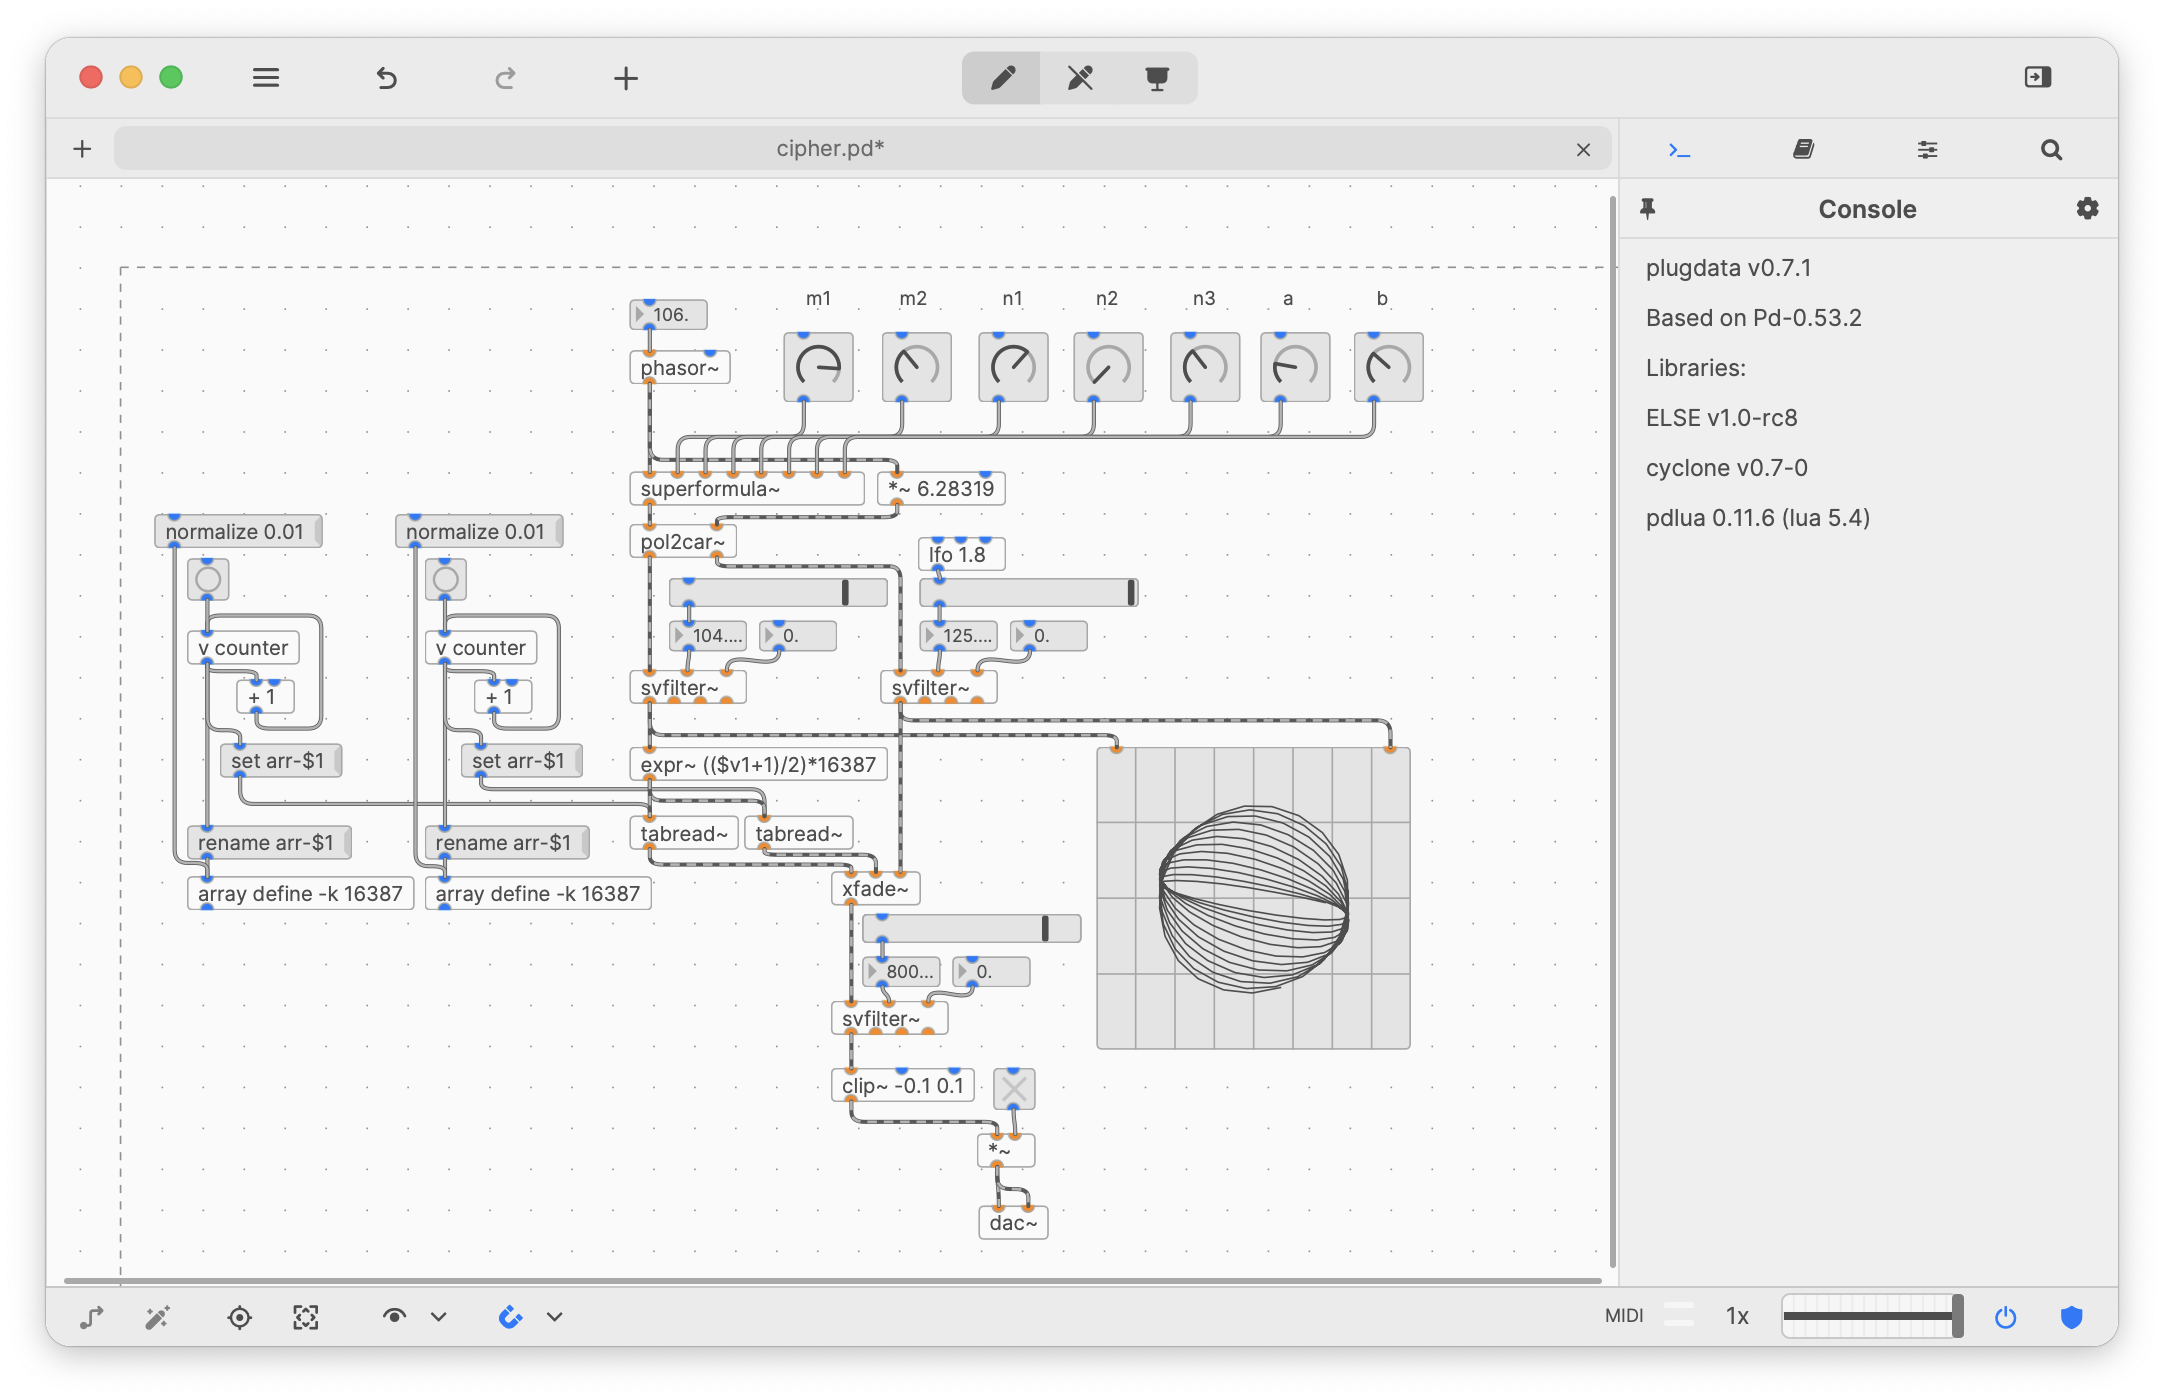 cipher.pd*
Console
plugdata v0.7.1
Based on Pd-0.53.2
Libraries:
ELSE v1.0-rc8
cyclone v0.7-0
pdlua 0.11.6 (lua 5.4)
m1 m2 n1 n2 n3 a b
106.
phasor~
superformula~ *~ 6.28319
normalize 0.01 normalize 0.01
pol2car~
lfo 1.8
104.... 0. 125.... 0.
v counter v counter
svfilter~ svfilter~
+ 1 + 1
set arr-$1 set arr-$1
expr~ (($v1+1)/2)*16387
tabread~ tabread~
rename arr-$1 rename arr-$1
array define -k 16387 array define -k 16387
xfade~
800... 0.
svfilter~
clip~ -0.1 0.1
*~
dac~
MIDI 1x